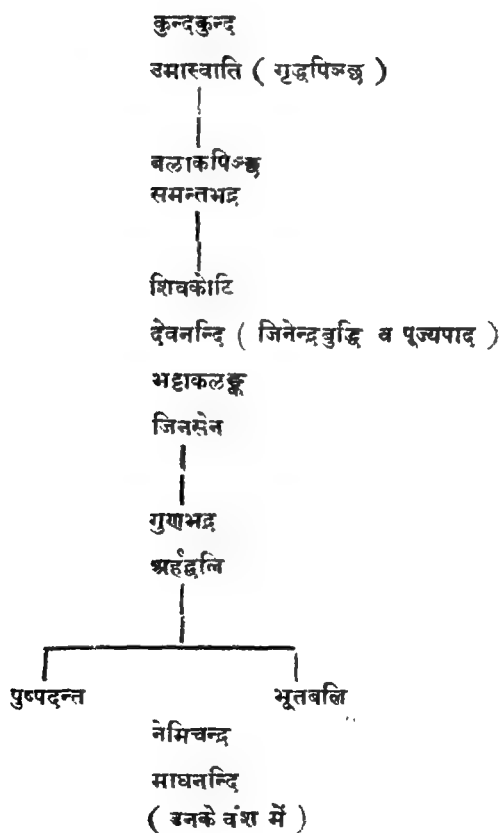 कुन्दकुन्द
उमास्वाति ( गृद्धपिञ्छ )
बलाकपिञ्छ
समन्तभद्र
शिवकोटि
देवनन्दि ( जिनेन्द्रबुद्धि व पूज्यपाद )
भट्टाकलङ्क
जिनसेन
गुणभद्र
अर्हद्बलि
पुष्पदन्त भूतबलि
नेमिचन्द्र
माघनन्दि
( उनके वंश में )